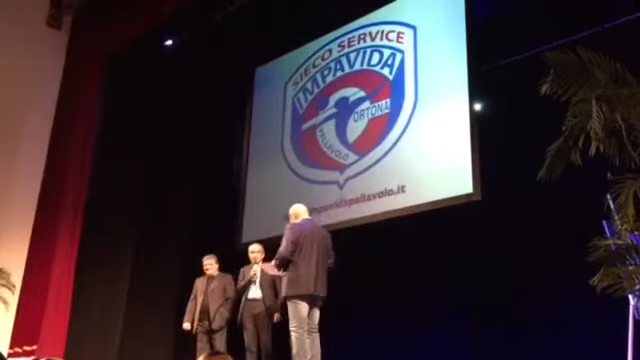 SIECO SERVICE
IMPAVIDA
ORTONA
PALLAVOLO
impavidapallavolo.it